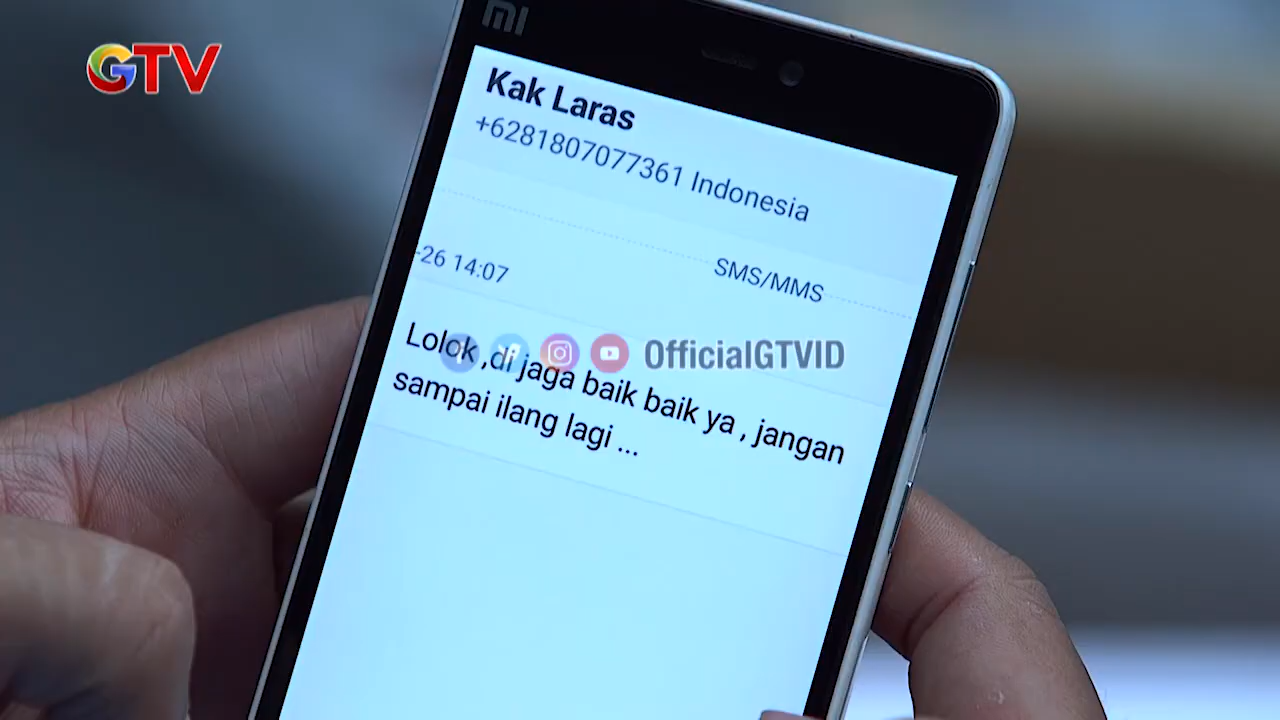 GTV
MI
Kak Laras
+6281807077361 Indonesia
SMS/MMS
-26 14:07
OfficialGTVID
Lolok ,di jaga baik baik ya , jangan
sampai ilang lagi ...